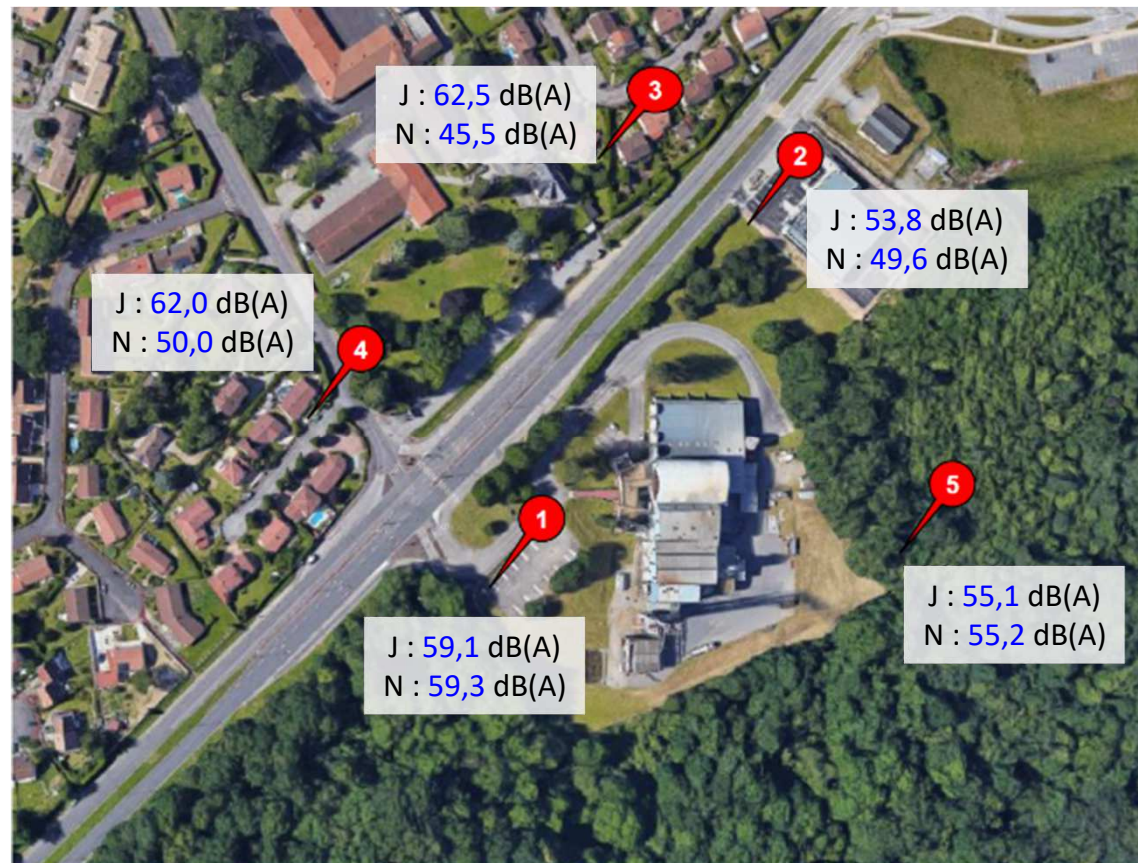 3
J : 62,5 dB(A)
N : 45,5 dB(A)
2
J : 53,8 dB(A)
N : 49,6 dB(A)
J : 62,0 dB(A)
N : 50,0 dB(A)
4
5
1
J : 55,1 dB(A)
N : 55,2 dB(A)
J : 59,1 dB(A)
N : 59,3 dB(A)